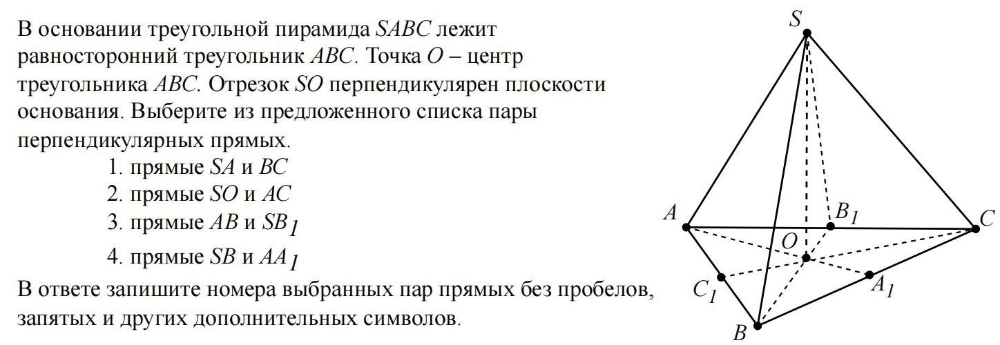 В основании треугольной пирамида SABC лежит
равносторонний треугольник ABC. Точка O – центр
треугольника ABC. Отрезок SO перпендикулярен плоскости
основания. Выберите из предложенного списка пары
перпендикулярных прямых.
1. прямые SA и BC
2. прямые SO и AC
3. прямые AB и SB1
4. прямые SB и AA1
В ответе запишите номера выбранных пар прямых без пробелов,
запятых и других дополнительных символов.
S
A
B1
C
O
C1
A1
B